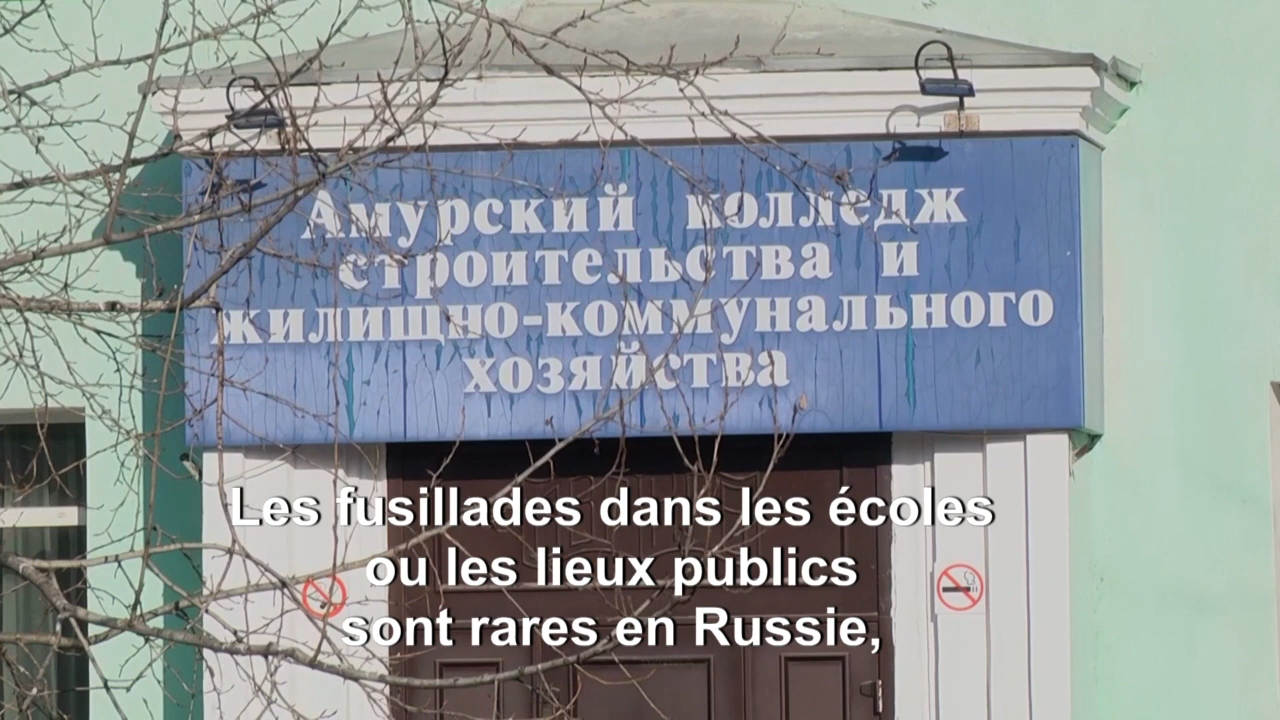 Амурский колледж
строительства и
жилищно-коммунального
хозяйства
Les fusillades dans les écoles
ou les lieux publics
sont rares en Russie,